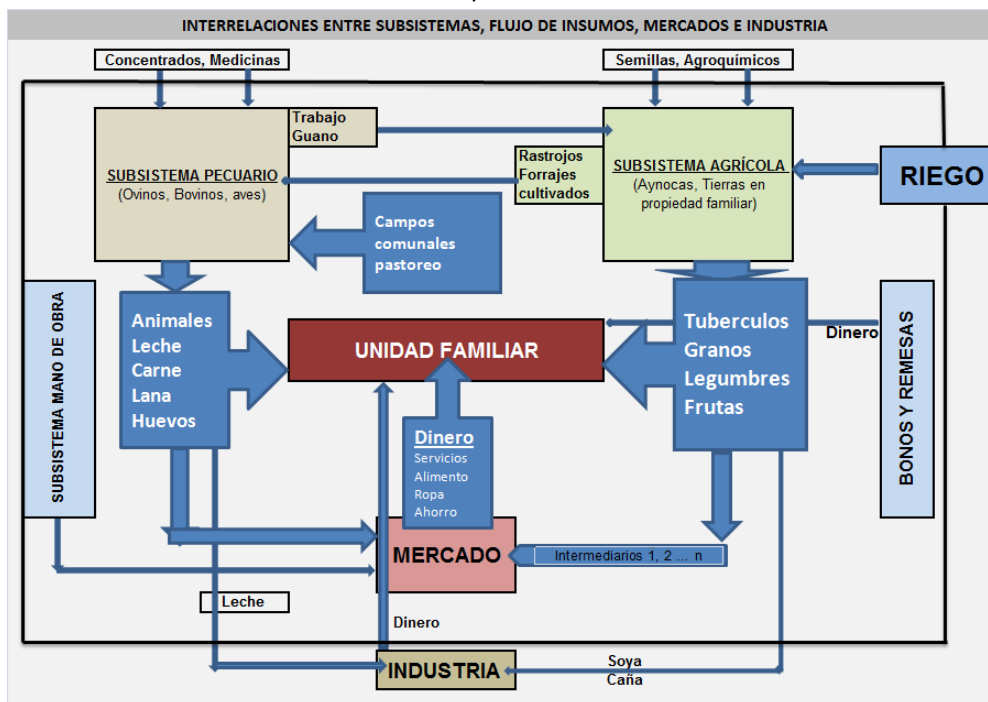 INTERRELACIONES ENTRE SUBSISTEMAS, FLUJO DE INSUMOS, MERCADOS E INDUSTRIA
Concentrados, Medicinas
Semillas, Agroquímicos
Trabajo
Guano
SUBSISTEMA PECUARIO
(Ovinos, Bovinos, aves)
Rastrojos
Forrajes
cultivados
SUBSISTEMA AGRÍCOLA
(Aynocas, Tierras en
propiedad familiar)
RIEGO
Campos
comunales
pastoreo
SUBSISTEMA MANO DE OBRA
Animales
Leche
Carne
Lana
Huevos
UNIDAD FAMILIAR
Tuberculos
Granos
Legumbres
Frutas
Dinero
BONOS Y REMESAS
Dinero
Servicios
Alimento
Ropa
Ahorro
MERCADO
Intermediarios 1, 2 ... n
Leche
Dinero
INDUSTRIA
Soya
Caña